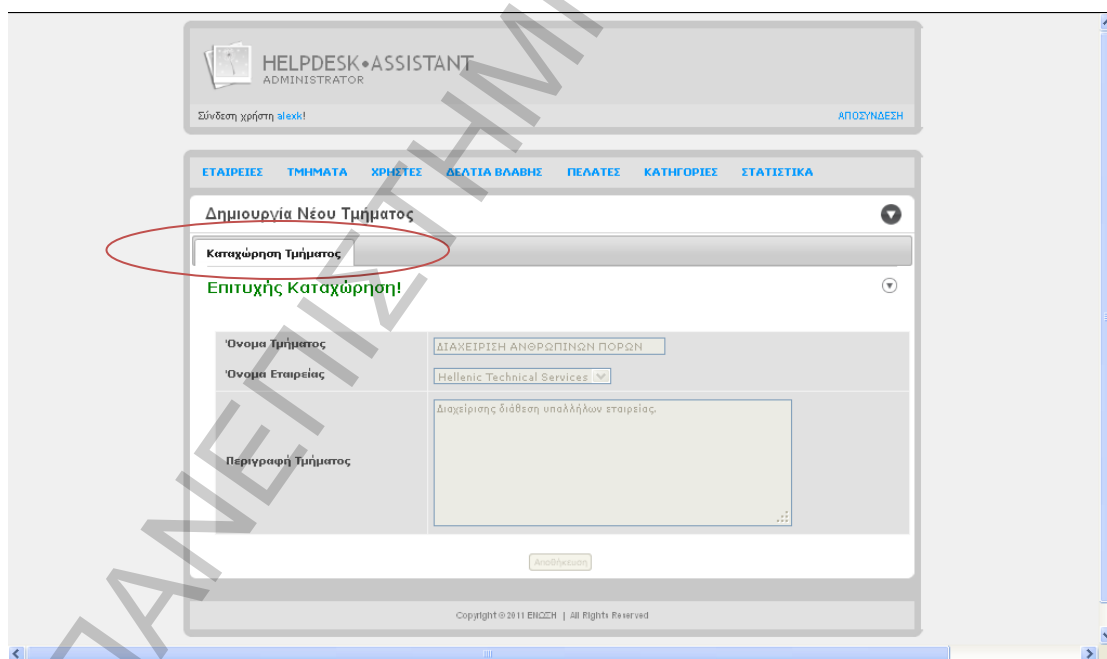 HELPDESK•ASSISTANT
ADMINISTRATOR
Σύνδεση χρήστη alexk!
ΑΠΟΣΥΝΔΕΣΗ
ΕΤΑΙΡΕΙΕΣ ΤΜΗΜΑΤΑ ΧΡΗΣΤΕΣ ΔΕΛΤΙΑ ΒΛΑΒΗΣ ΠΕΛΑΤΕΣ ΚΑΤΗΓΟΡΙΕΣ ΣΤΑΤΙΣΤΙΚΑ
Δημιουργία Νέου Τμήματος
Καταχώρηση Τμήματος
Επιτυχής Καταχώρηση!
Όνομα Τμήματος
ΔΙΑΧΕΙΡΙΣΗ ΑΝΘΡΩΠΙΝΩΝ ΠΟΡΩΝ
Όνομα Εταιρείας
Hellenic Technical Services
Περιγραφή Τμήματος
Διαχείρισης διάθεση υπαλλήλων εταιρείας.
Αποθήκευση
Copyright © 2011 ΕΝΩΣΗ | All Rights Reserved
ΠΑΝΕΠΙΣΤΗΜΙ